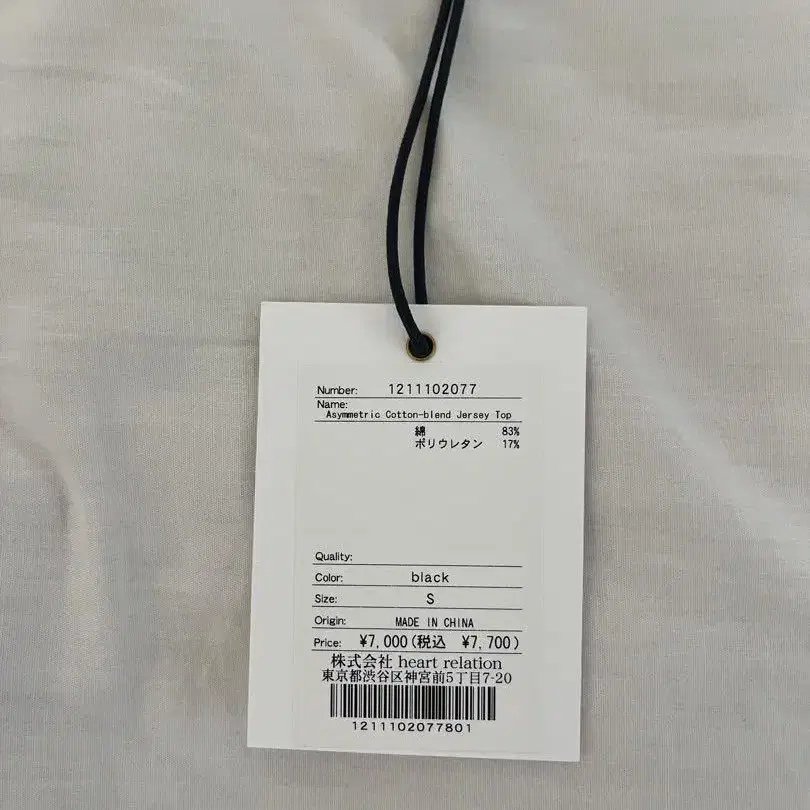 Number: 1211102077
Name:
Asymmetric Cotton-blend Jersey Top
綿 83%
ポリウレタン 17%
Quality:
Color: black
Size: S
Origin: MADE IN CHINA
Price: ¥7,000(税込 ¥7,700)
株式会社 heart relation
東京都渋谷区神宮前5丁目7-20
1211102077801